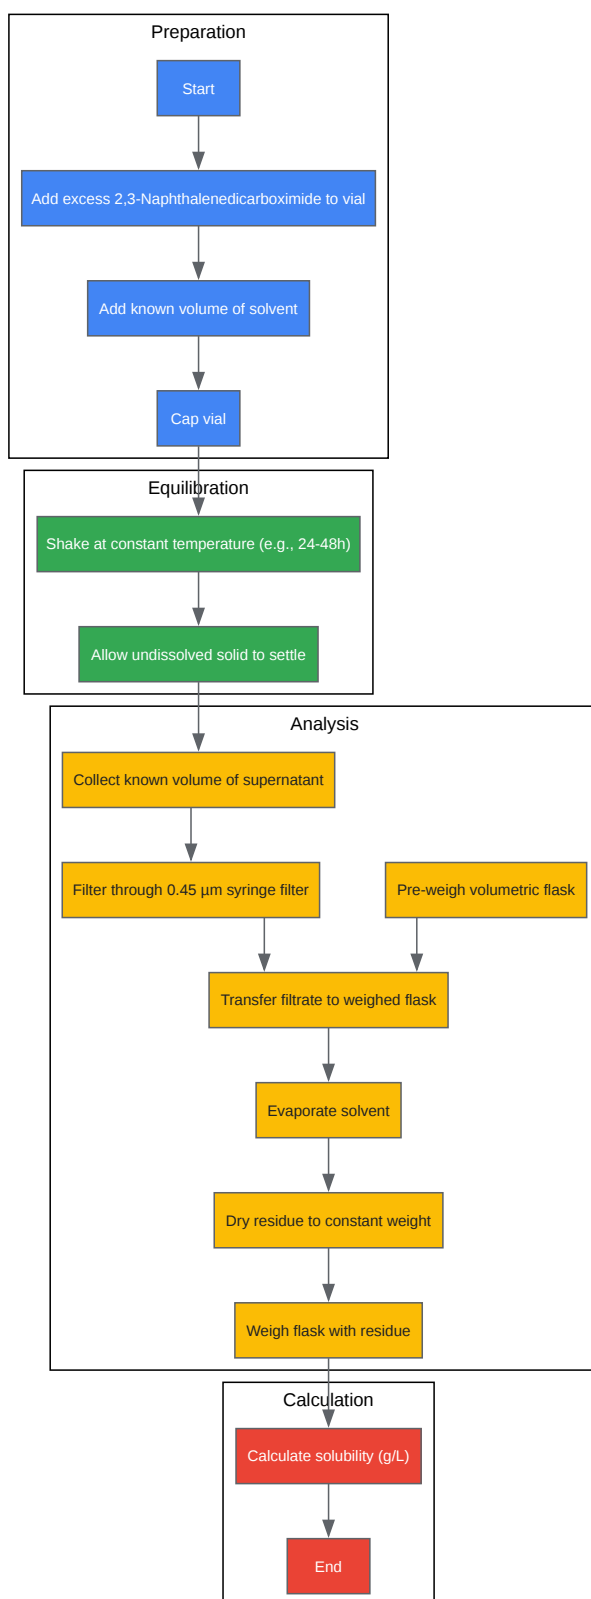 Preparation
Start
Add excess 2,3-Naphthalenedicarboximide to vial
Add known volume of solvent
Cap vial
Equilibration
Shake at constant temperature (e.g., 24-48h)
Allow undissolved solid to settle
Analysis
Collect known volume of supernatant
Filter through 0.45 µm syringe filter
Pre-weigh volumetric flask
Transfer filtrate to weighed flask
Evaporate solvent
Dry residue to constant weight
Weigh flask with residue
Calculation
Calculate solubility (g/L)
End